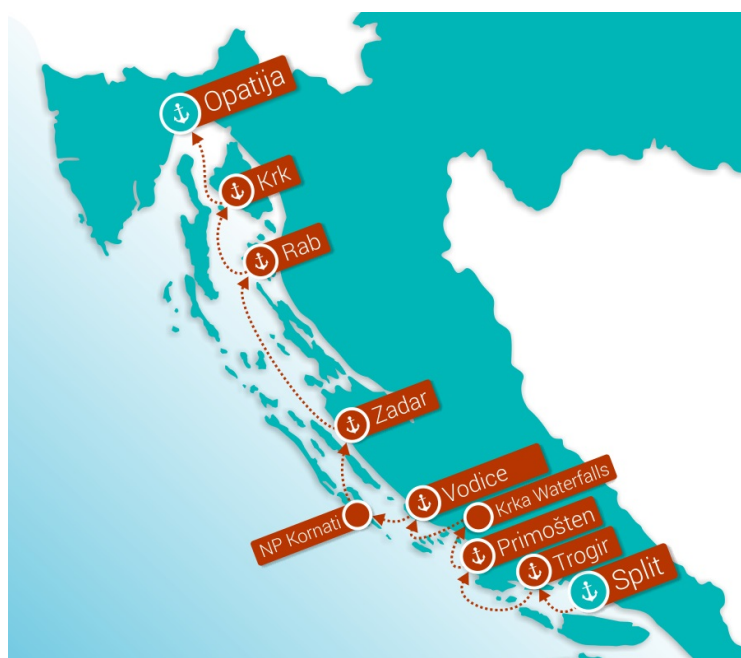 Opatija
Krk
Rab
Zadar
Vodice
Krka Waterfalls
NP Kornati
Primošten
Trogir
Split